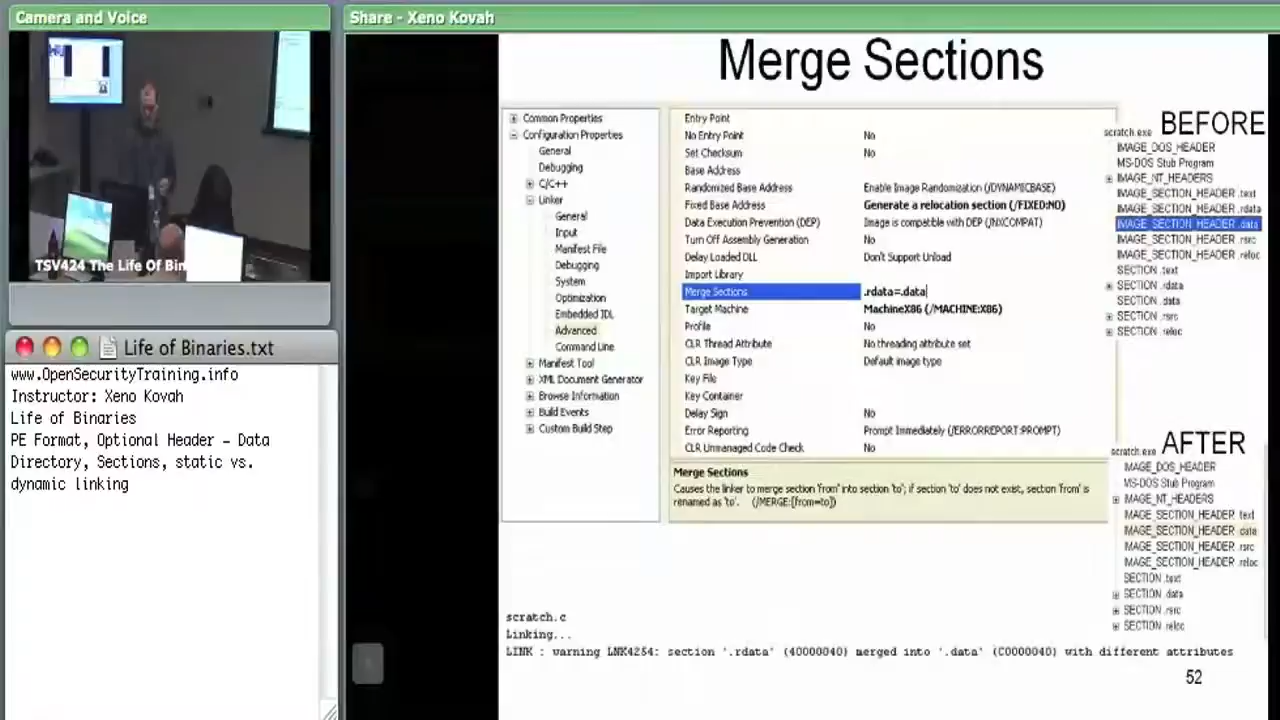 Camera and Voice
TSV424 The Life Of Bin
Life of Binaries.txt
www.OpenSecurityTraining.info
Instructor: Xeno Kovah
Life of Binaries
PE Format, Optional Header – Data
Directory, Sections, static vs.
dynamic linking
Share - Xeno Kovah
Merge Sections
Common Properties
Configuration Properties
General
Debugging
C/C++
Linker
General
Input
Manifest File
Debugging
System
Optimization
Embedded IDL
Advanced
Command Line
Manifest Tool
XML Document Generator
Browse Information
Build Events
Custom Build Step
Entry Point
No Entry Point No
Set Checksum No
Base Address
Randomized Base Address Enable Image Randomization (/DYNAMICBASE)
Fixed Base Address Generate a relocation section (/FIXED:NO)
Data Execution Prevention (DEP) Image is compatible with DEP (/NXCOMPAT)
Turn Off Assembly Generation No
Delay Loaded DLL Don't Support Unload
Import Library
Merge Sections .rdata=.data
Target Machine MachineX86 (/MACHINE:X86)
Profile No
CLR Thread Attribute No threading attribute set
CLR Image Type Default image type
Key File
Key Container
Delay Sign No
Error Reporting Prompt Immediately (/ERRORREPORT:PROMPT)
CLR Unmanaged Code Check No
Merge Sections
Causes the linker to merge section 'from' into section 'to'; if section 'to' does not exist, section 'from' is
renamed as 'to'. (/MERGE:[from=to])
BEFORE
scratch.exe
IMAGE_DOS_HEADER
MS-DOS Stub Program
IMAGE_NT_HEADERS
IMAGE_SECTION_HEADER .text
IMAGE_SECTION_HEADER .rdata
IMAGE_SECTION_HEADER .data
IMAGE_SECTION_HEADER .rsrc
IMAGE_SECTION_HEADER .reloc
SECTION .text
SECTION .rdata
SECTION .data
SECTION .rsrc
SECTION .reloc
AFTER
scratch.exe
IMAGE_DOS_HEADER
MS-DOS Stub Program
IMAGE_NT_HEADERS
IMAGE_SECTION_HEADER .text
IMAGE_SECTION_HEADER .data
IMAGE_SECTION_HEADER .rsrc
IMAGE_SECTION_HEADER .reloc
SECTION .text
SECTION .data
SECTION .rsrc
SECTION .reloc
scratch.c
Linking...
LINK : warning LNK4254: section '.rdata' (40000040) merged into '.data' (C0000040) with different attributes
52